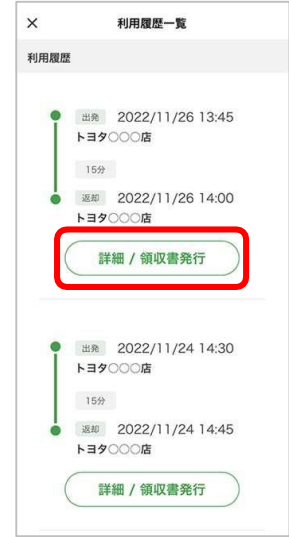 × 利用履歴一覧
利用履歴
出発 2022/11/26 13:45
トヨタ○○○店
15分
返却 2022/11/26 14:00
トヨタ○○○店
詳細 / 領収書発行
出発 2022/11/24 14:30
トヨタ○○○店
15分
返却 2022/11/24 14:45
トヨタ○○○店
詳細 / 領収書発行